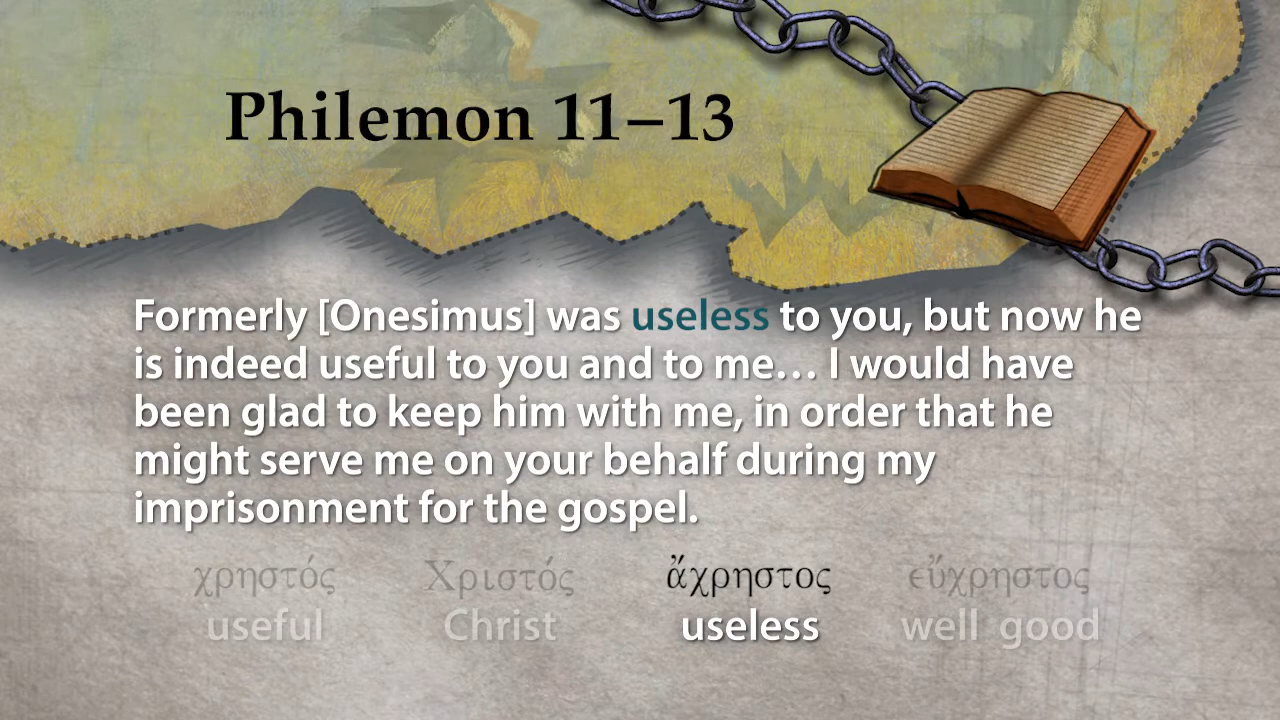 Philemon 11–13
Formerly [Onesimus] was useless to you, but now he
is indeed useful to you and to me… I would have
been glad to keep him with me, in order that he
might serve me on your behalf during my
imprisonment for the gospel.
χρηστός Χριστός ἄχρηστος εὔχρηστος
useful Christ useless well good